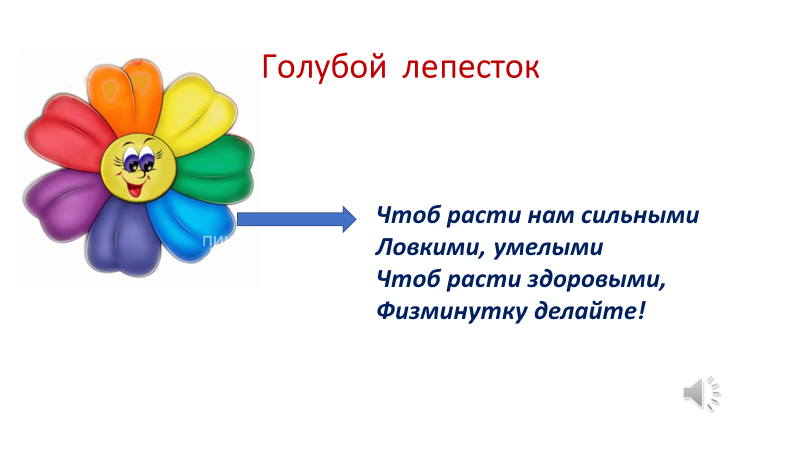 Голубой лепесток
Чтоб расти нам сильными
Ловкими, умелыми
Чтоб расти здоровыми,
Физминутку делайте!